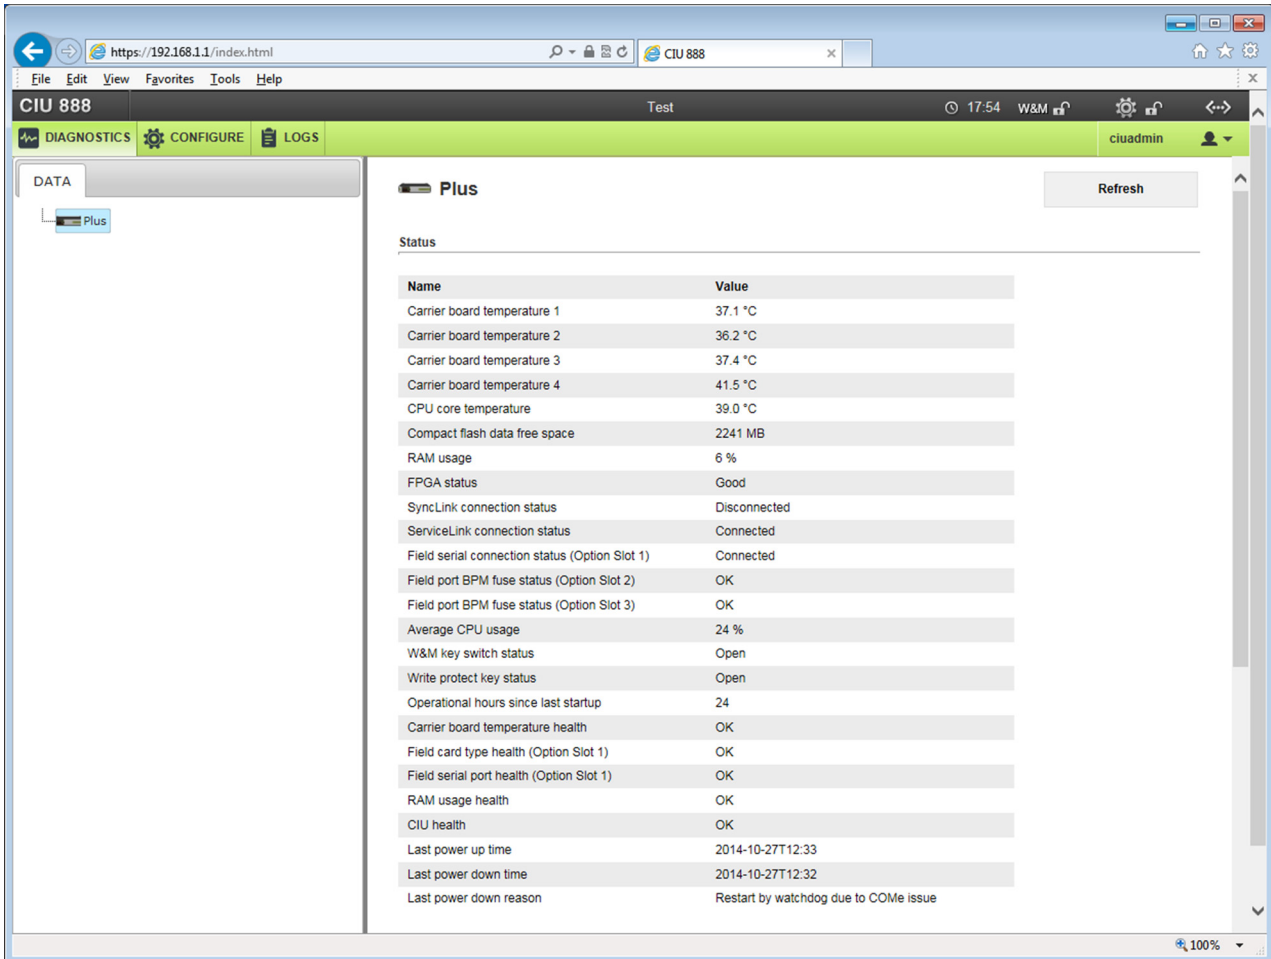 https://192.168.1.1/index.html
CIU 888
File Edit View Favorites Tools Help
CIU 888 Test 17:54 W&M
DIAGNOSTICS CONFIGURE LOGS ciuadmin
DATA
Plus
Plus Refresh
Status
Name Value
Carrier board temperature 1 37.1 °C
Carrier board temperature 2 36.2 °C
Carrier board temperature 3 37.4 °C
Carrier board temperature 4 41.5 °C
CPU core temperature 39.0 °C
Compact flash data free space 2241 MB
RAM usage 6 %
FPGA status Good
SyncLink connection status Disconnected
ServiceLink connection status Connected
Field serial connection status (Option Slot 1) Connected
Field port BPM fuse status (Option Slot 2) OK
Field port BPM fuse status (Option Slot 3) OK
Average CPU usage 24 %
W&M key switch status Open
Write protect key status Open
Operational hours since last startup 24
Carrier board temperature health OK
Field card type health (Option Slot 1) OK
Field serial port health (Option Slot 1) OK
RAM usage health OK
CIU health OK
Last power up time 2014-10-27T12:33
Last power down time 2014-10-27T12:32
Last power down reason Restart by watchdog due to COMe issue
100%